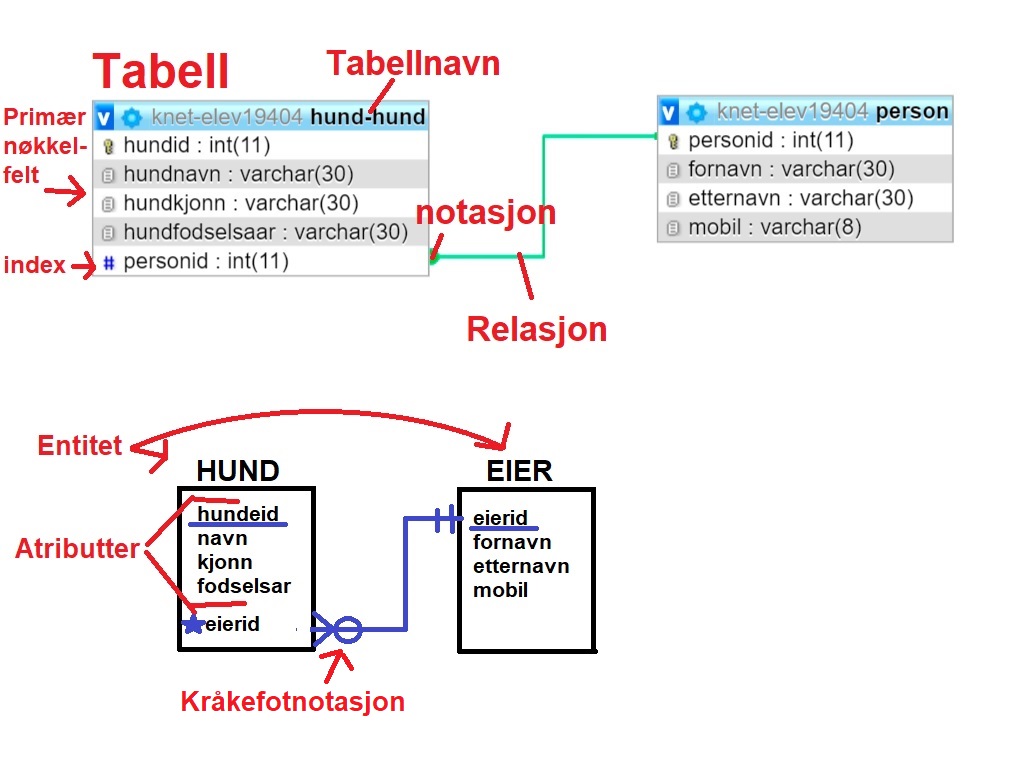 Tabell
Tabellnavn
Primær
nøkkel-
felt
index
knet-elev19404 hund-hund
hundid : int(11)
hundnavn : varchar(30)
hundkjonn : varchar(30)
hundfodselsaar : varchar(30)
personid : int(11)
notasjon
Relasjon
knet-elev19404 person
personid : int(11)
fornavn : varchar(30)
etternavn : varchar(30)
mobil : varchar(8)
Entitet
Atributter
HUND
hundeid
navn
kjonn
fodselsar
eierid
EIER
eierid
fornavn
etternavn
mobil
Kråkefotnotasjon